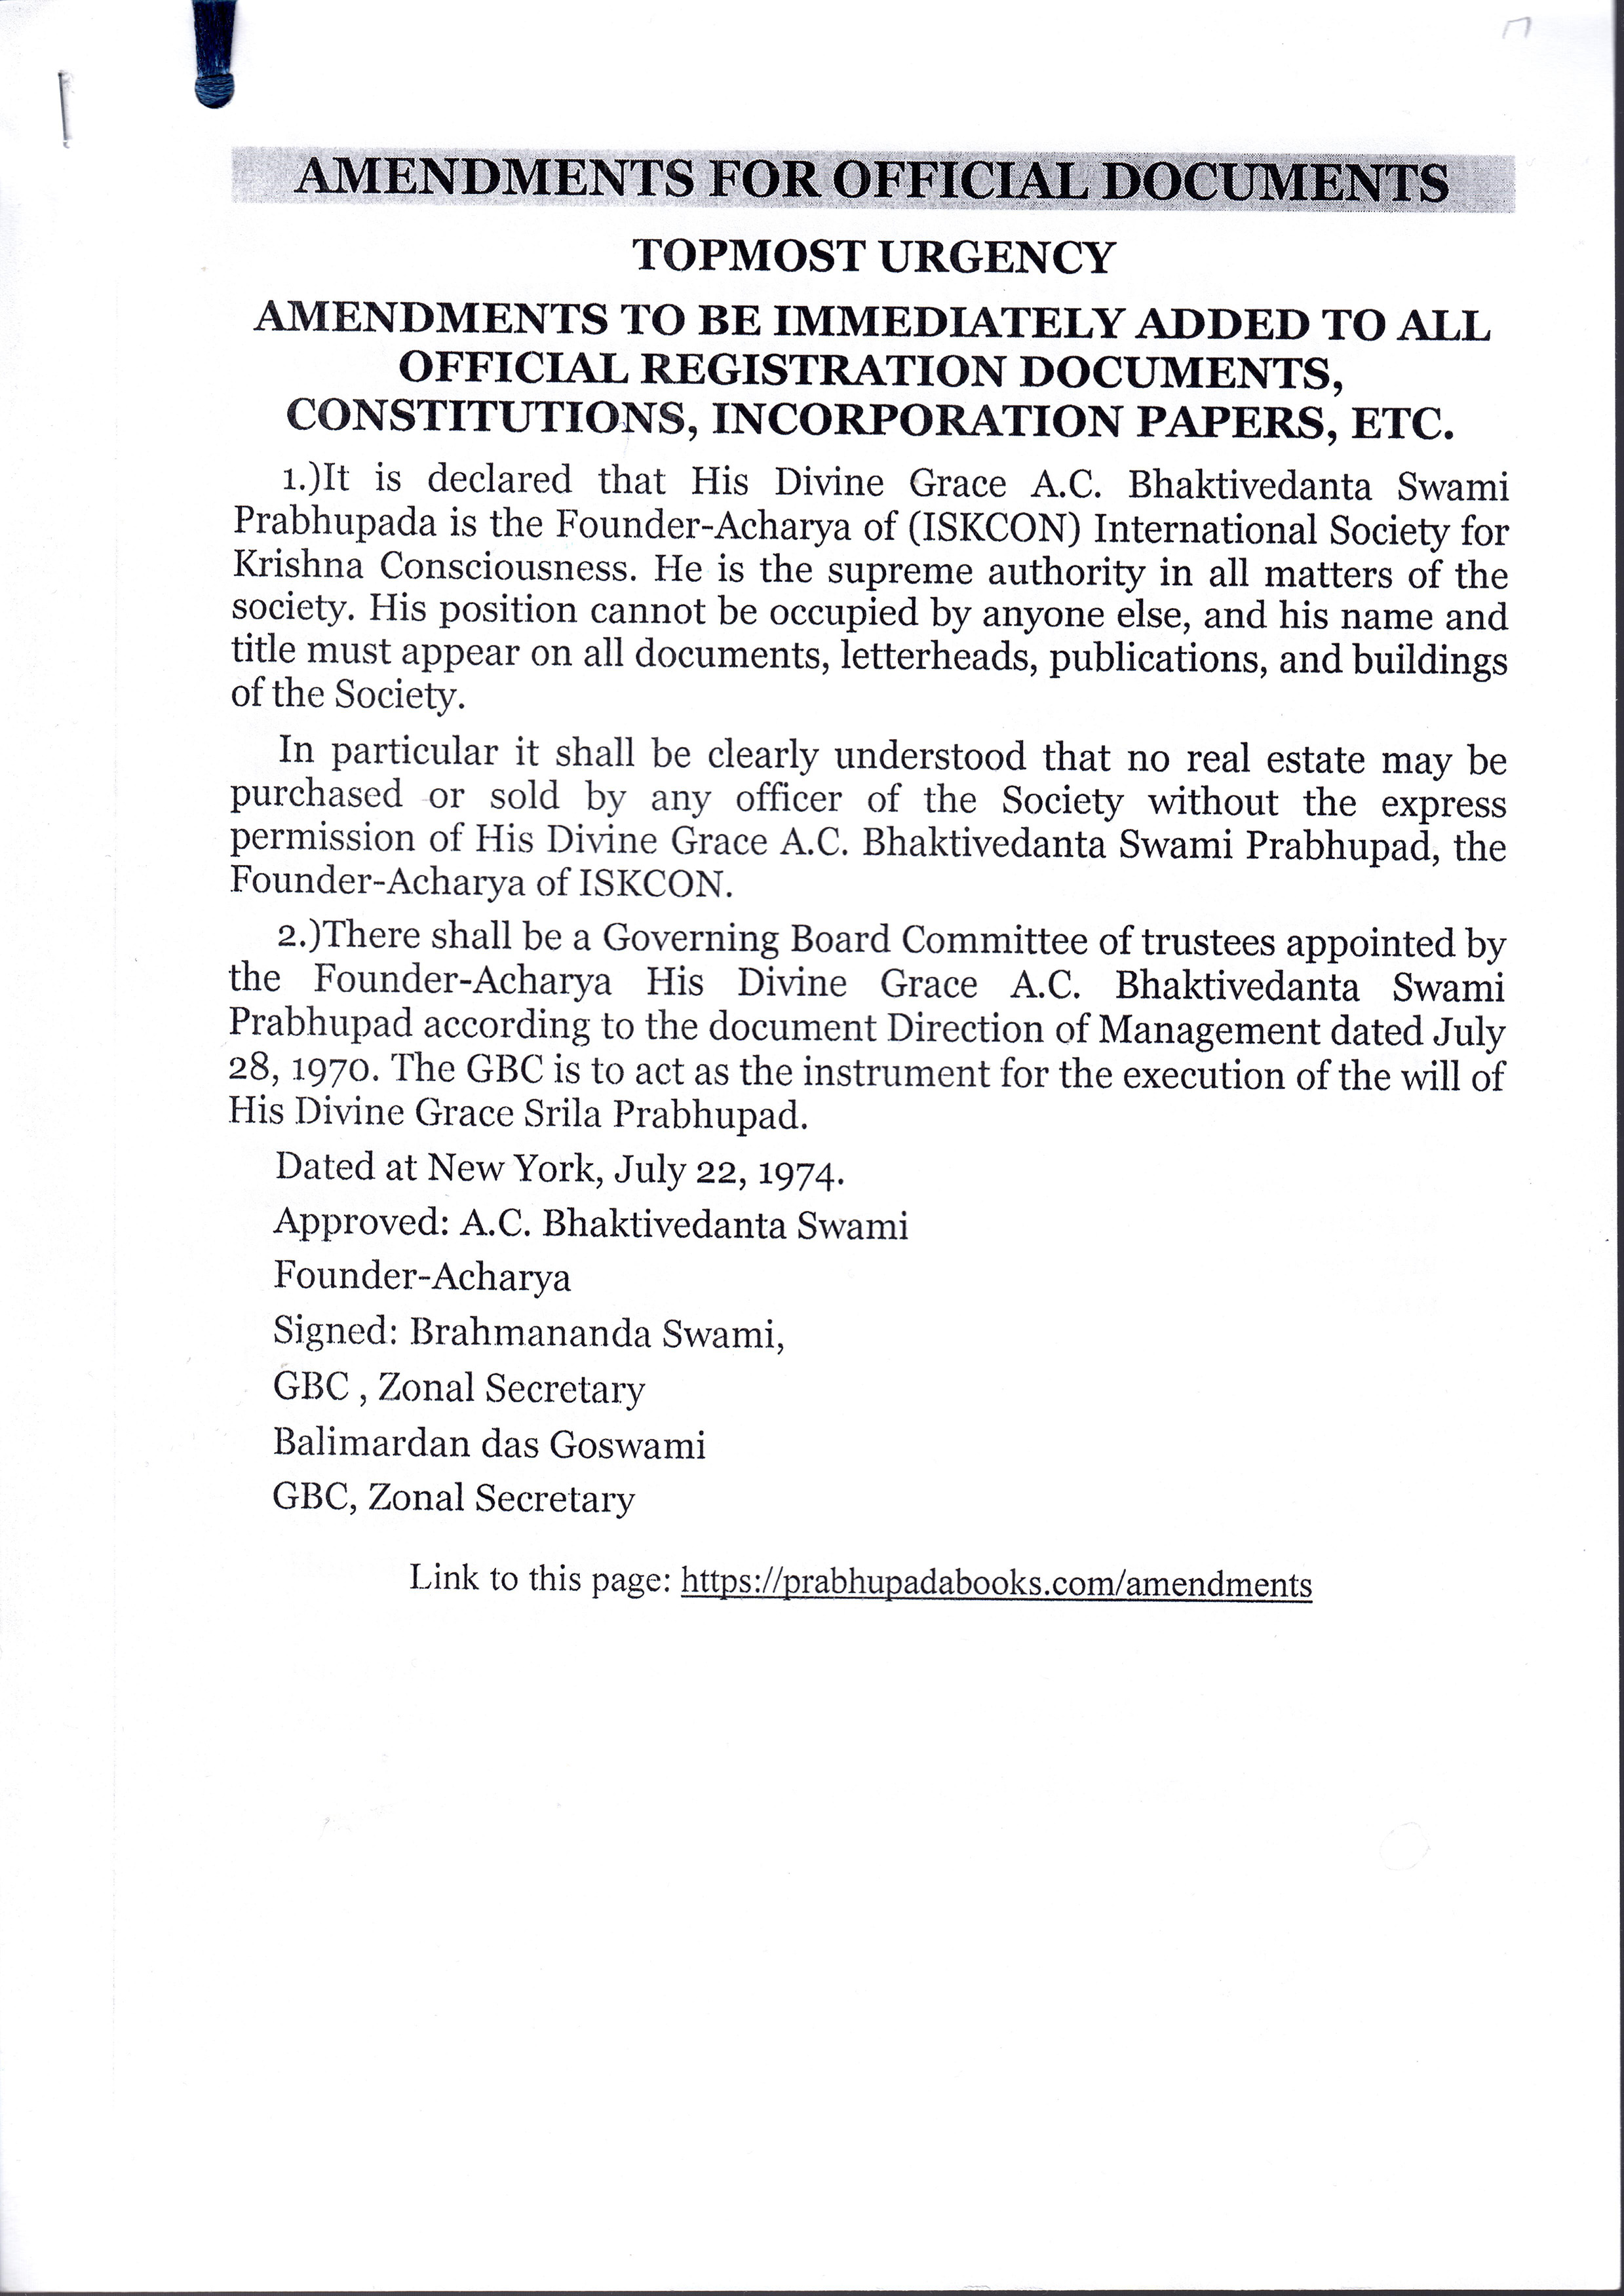 AMENDMENTS FOR OFFICIAL DOCUMENTS
TOPMOST URGENCY
AMENDMENTS TO BE IMMEDIATELY ADDED TO ALL
OFFICIAL REGISTRATION DOCUMENTS,
CONSTITUTIONS, INCORPORATION PAPERS, ETC.
1.)It is declared that His Divine Grace A.C. Bhaktivedanta Swami
Prabhupada is the Founder-Acharya of (ISKCON) International Society for
Krishna Consciousness. He is the supreme authority in all matters of the
society. His position cannot be occupied by anyone else, and his name and
title must appear on all documents, letterheads, publications, and buildings
of the Society.
In particular it shall be clearly understood that no real estate may be
purchased or sold by any officer of the Society without the express
permission of His Divine Grace A.C. Bhaktivedanta Swami Prabhupad, the
Founder-Acharya of ISKCON.
2.)There shall be a Governing Board Committee of trustees appointed by
the Founder-Acharya His Divine Grace A.C. Bhaktivedanta Swami
Prabhupad according to the document Direction of Management dated July
28, 1970. The GBC is to act as the instrument for the execution of the will of
His Divine Grace Srila Prabhupad.
Dated at New York, July 22, 1974.
Approved: A.C. Bhaktivedanta Swami
Founder-Acharya
Signed: Brahmananda Swami,
GBC , Zonal Secretary
Balimardan das Goswami
GBC, Zonal Secretary
Link to this page: https://prabhupadabooks.com/amendments